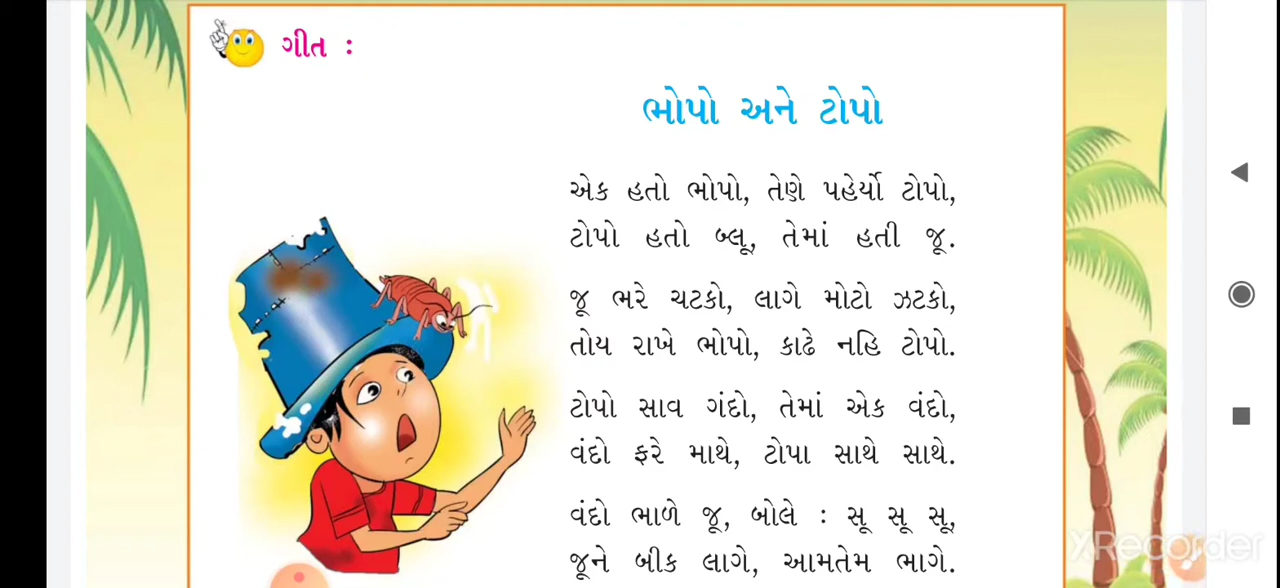 ગીત :
ભોપો અને ટોપો
એક હતો ભોપો, તેણે પહેર્યો ટોપો,
ટોપો હતો બ્લૂ, તેમાં હતી જૂ.
જૂ ભરે ચટકો, લાગે મોટો ઝટકો,
તોય રાખે ભોપો, કાઢે નહિ ટોપો.
ટોપો સાવ ગંદો, તેમાં એક વંદો,
વંદો ફરે માથે, ટોપા સાથે સાથે.
વંદો ભાળે જૂ, બોલે : સૂ સૂ સૂ,
જૂને બીક લાગે, આમતેમ ભાગે.
XRecorder